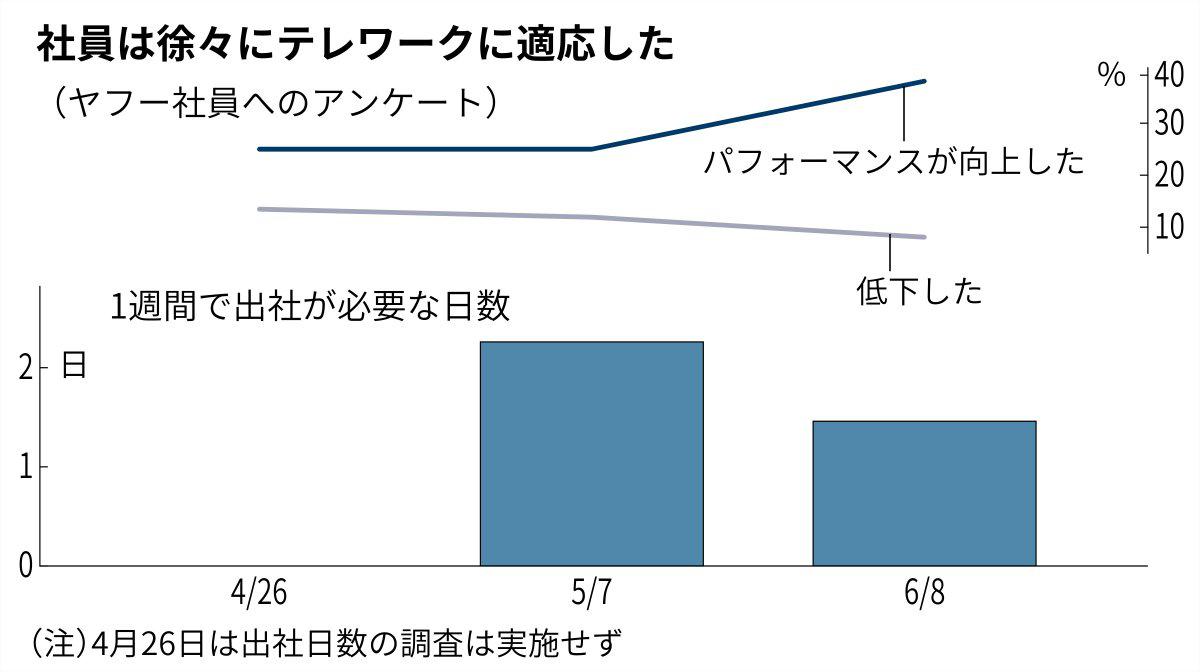 社員は徐々にテレワークに適応した
（ヤフー社員へのアンケート）
%
40
30
20
10
パフォーマンスが向上した
低下した
1週間で出社が必要な日数
日
2
1
0
4/26
5/7
6/8
（注）4月26日は出社日数の調査は実施せず